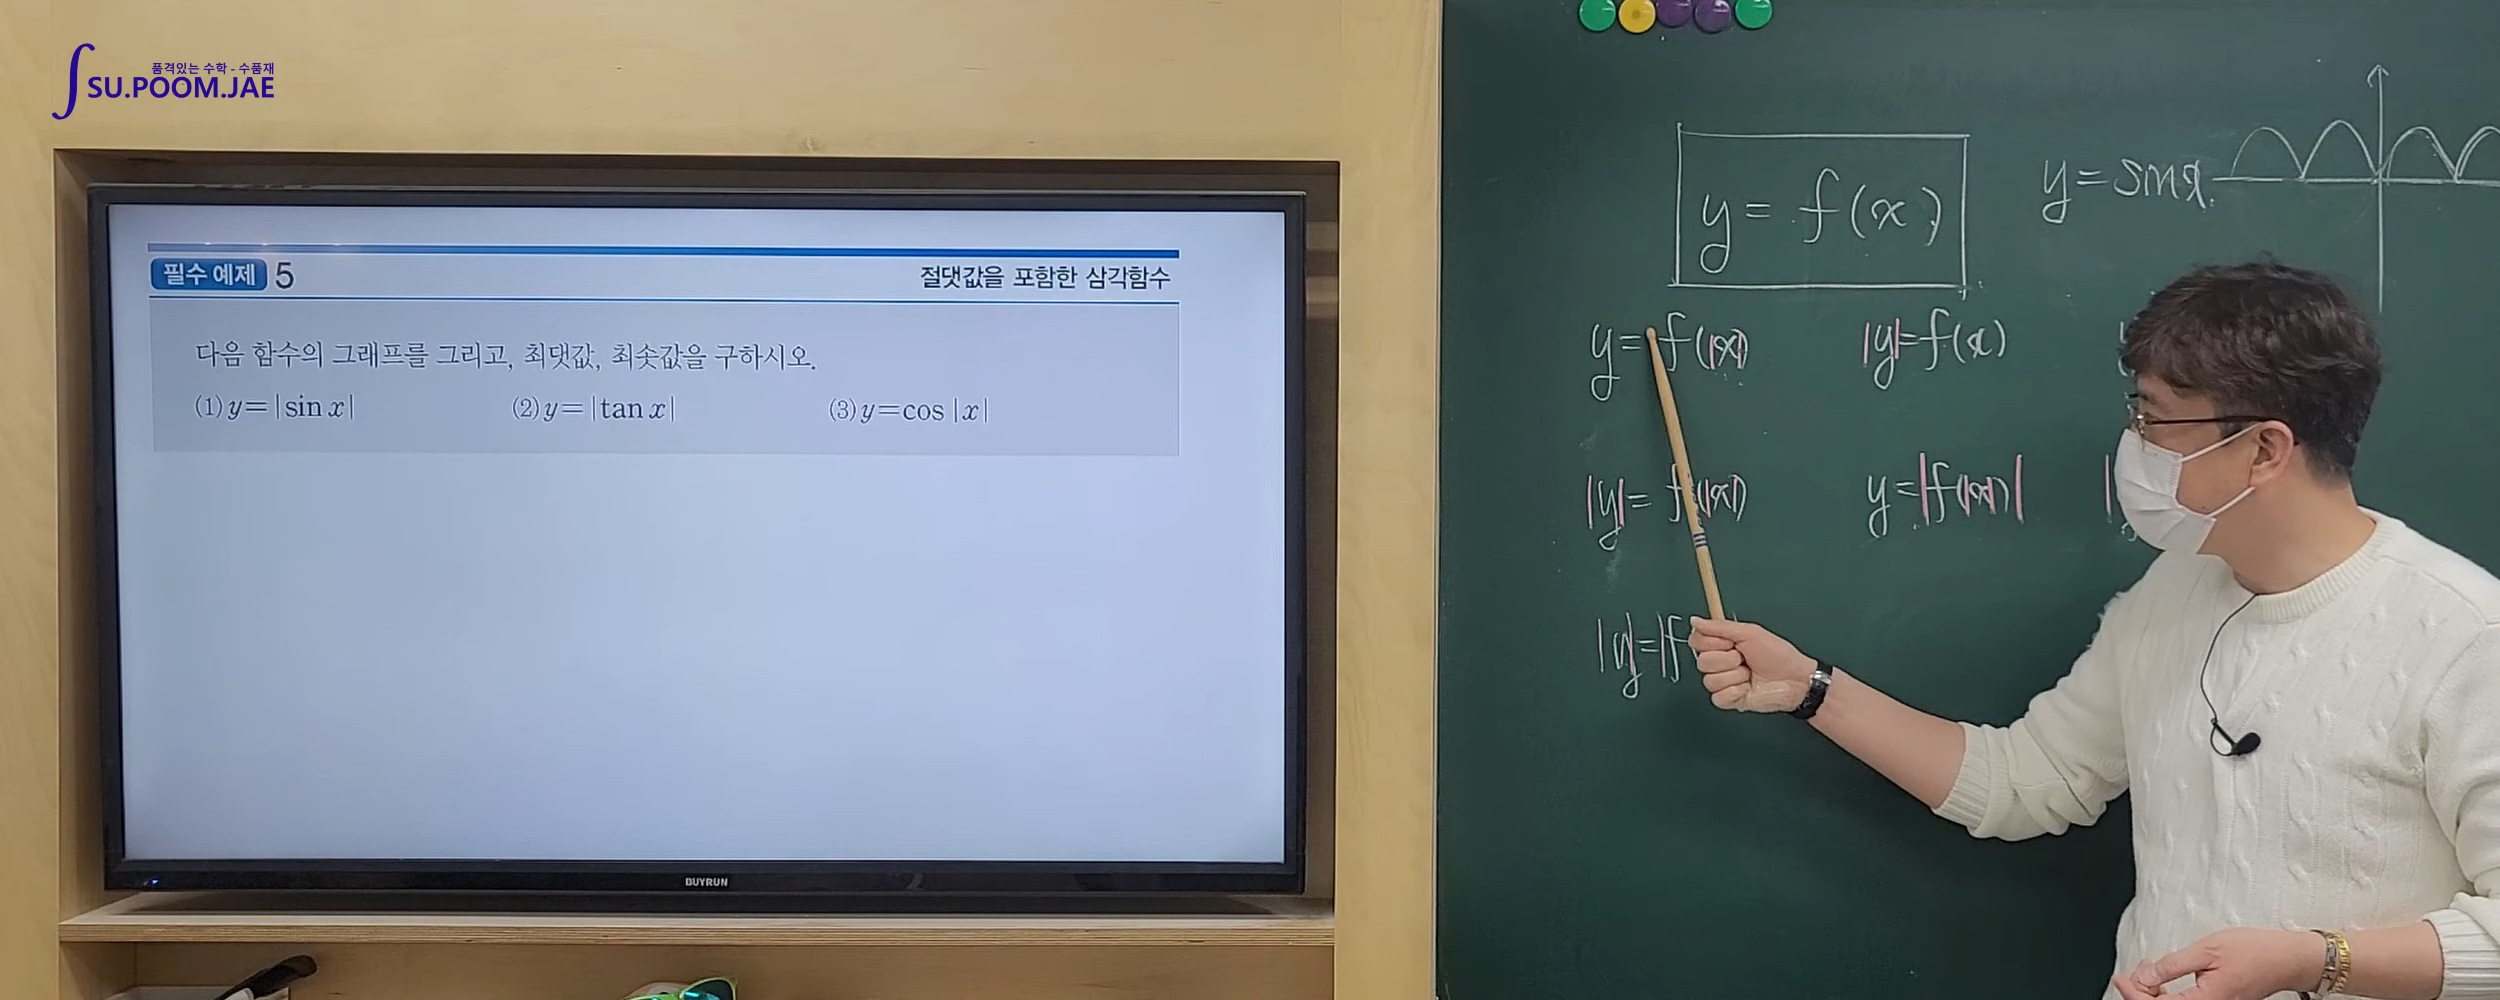 품격있는 수학 - 수품재
SU.POOM.JAE
필수 예제 5
절댓값을 포함한 삼각함수
다음 함수의 그래프를 그리고, 최댓값, 최솟값을 구하시오.
(1) y=|sin x| (2) y=|tan x| (3) y=cos |x|
BUYRUN
y = f(x)
y = sin x
y = f(|x|) |y| = f(x)
|y| = f(|x|) y = |f(|x|)|
|y| = |f